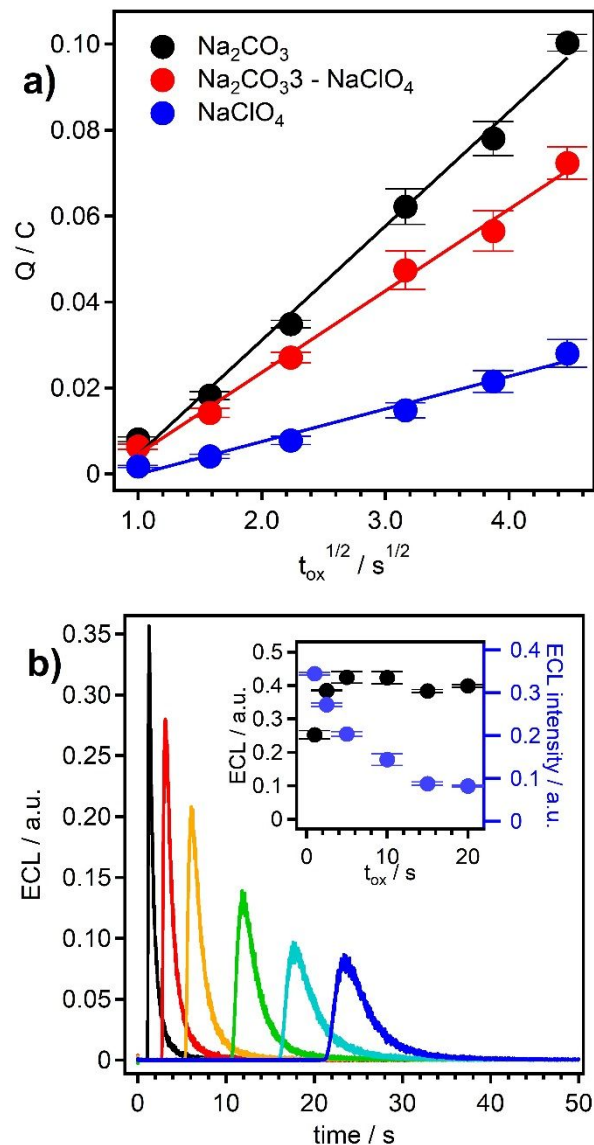 a)
Na₂CO₃
Na₂CO₃3 - NaClO₄
NaClO₄
Q / C
0.10
0.08
0.06
0.04
0.02
0
1.0 2.0 3.0 4.0
tₒₓ¹/² / s¹/²
b)
ECL / a.u.
0.35
0.30
0.25
0.20
0.15
0.10
0.05
0
0 10 20 30 40 50
time / s
ECL / a.u.
0.5
0.4
0.3
0.2
0.1
0
0 10 20
tₒₓ / s
0.4
0.3
0.2
0.1
0
ECL intensity / a.u.